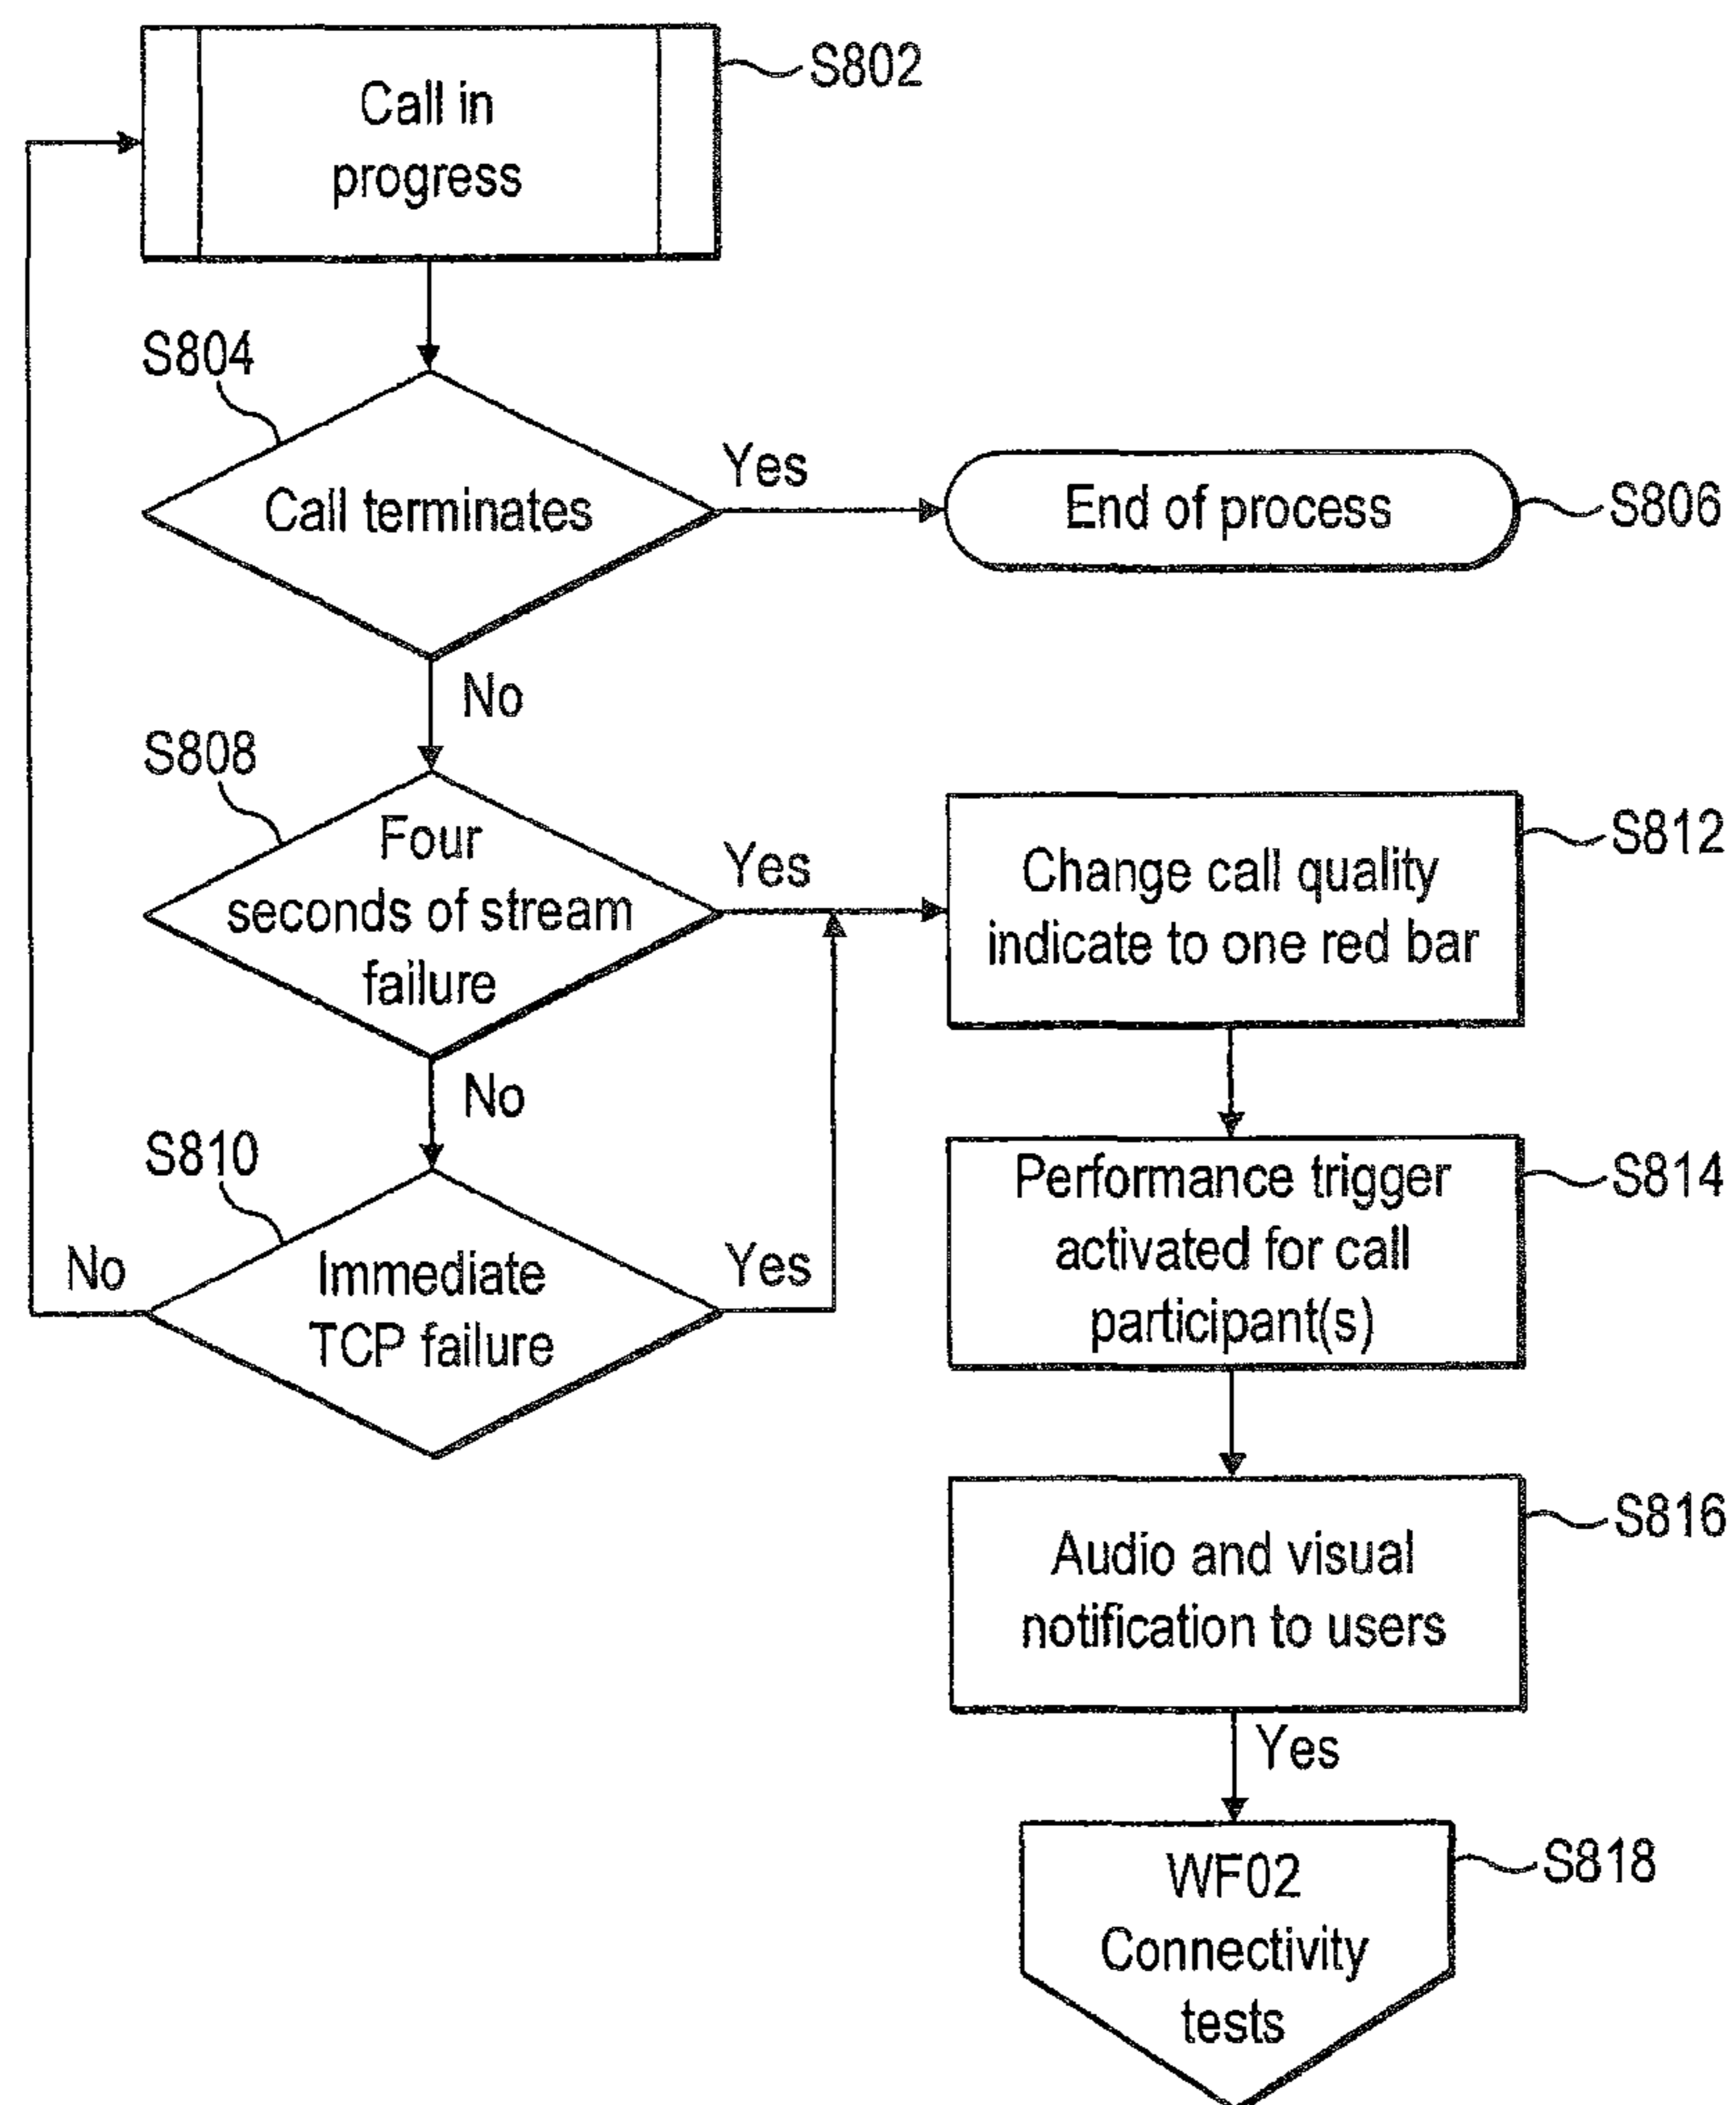 S802
Call in
progress
S804
Call terminates
Yes
End of process
S806
No
S808
Four
seconds of stream
failure
Yes
Change call quality
indicate to one red bar
S812
No
S810
Immediate
TCP failure
No
Yes
Performance trigger
activated for call
participant(s)
S814
Audio and visual
notification to users
S816
Yes
WF02
Connectivity
tests
S818